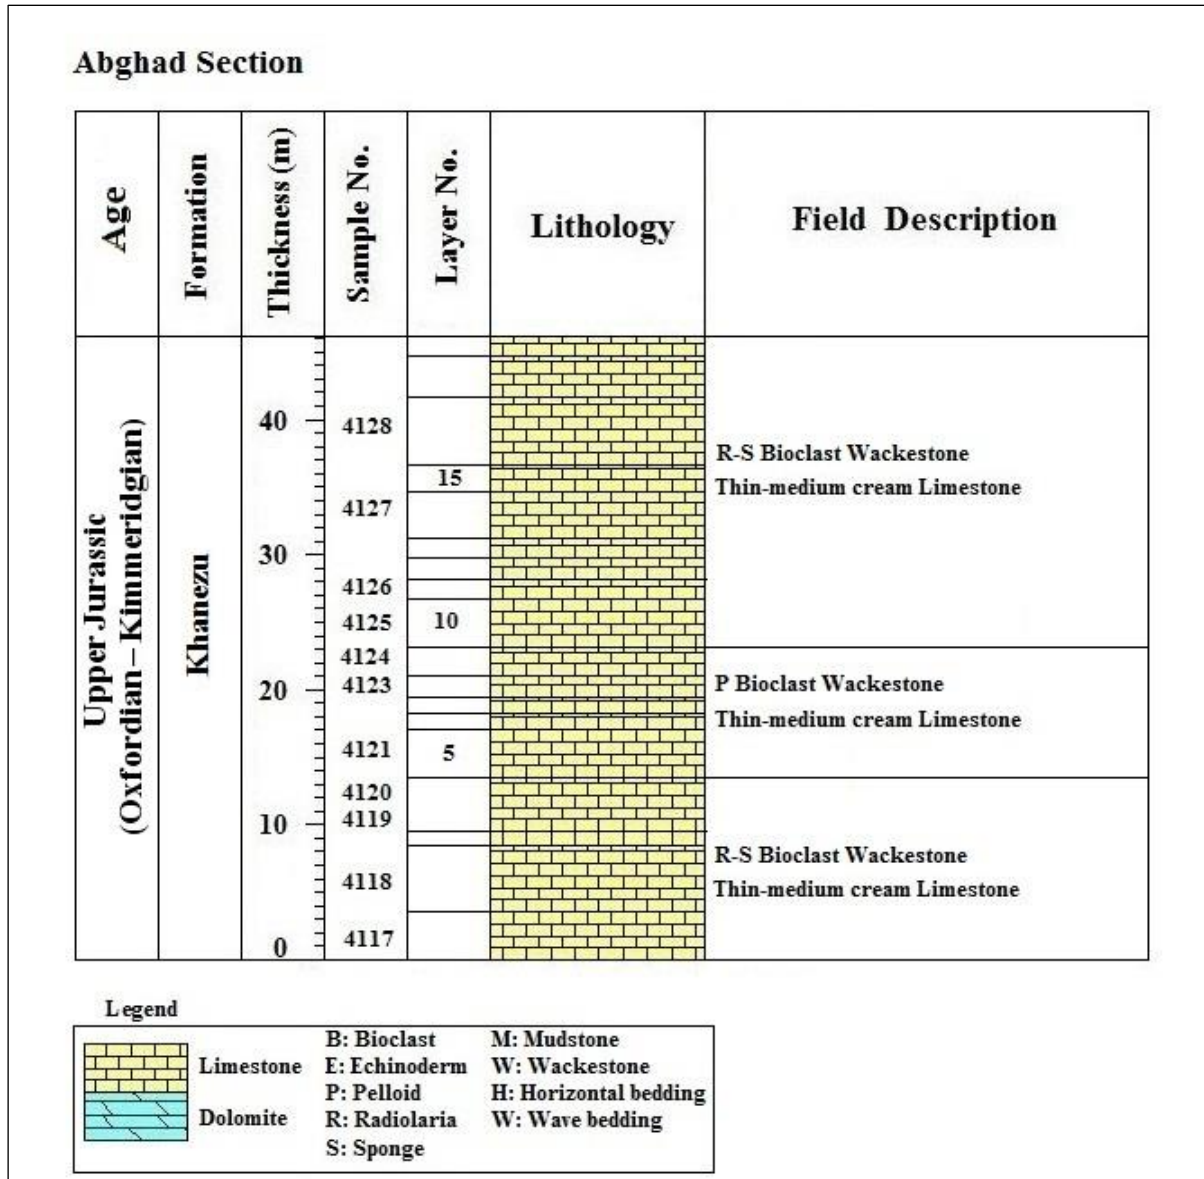 Abghad Section
Age
Formation
Thickness (m)
Sample No.
Layer No.
Lithology
Field Description
Upper Jurassic
(Oxfordian – Kimmeridgian)
Khanezu
40
30
20
10
0
4128
4127
4126
4125
4124
4123
4121
4120
4119
4118
4117
15
10
5
R-S Bioclast Wackestone
Thin-medium cream Limestone
P Bioclast Wackestone
Thin-medium cream Limestone
R-S Bioclast Wackestone
Thin-medium cream Limestone
Legend
Limestone
Dolomite
B: Bioclast
E: Echinoderm
P: Pelloid
R: Radiolaria
S: Sponge
M: Mudstone
W: Wackestone
H: Horizontal bedding
W: Wave bedding